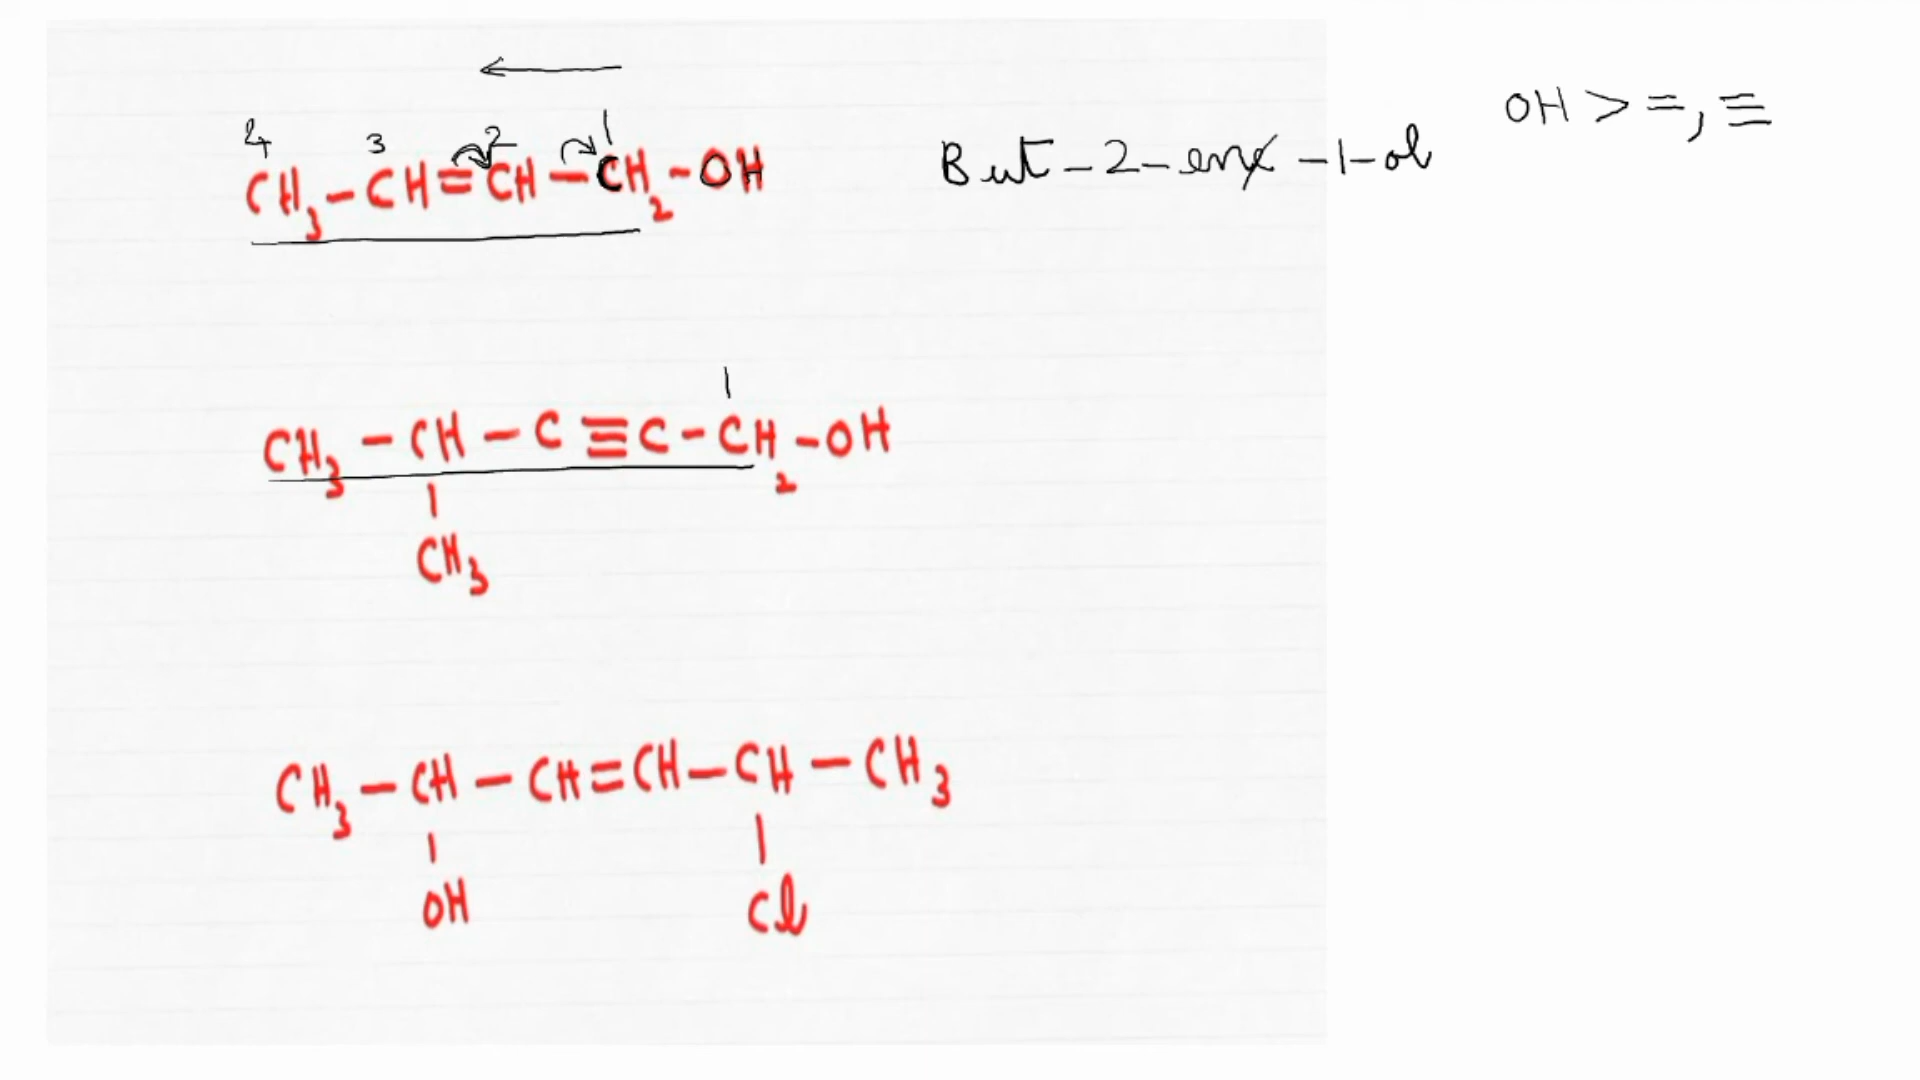 OH > =, ≡
4 3 2 1
CH₃ – CH = CH – CH₂ – OH But – 2 – ene – 1 – ol
1
CH₃ – CH – C ≡ C – CH₂ – OH
|
CH₃
CH₃ – CH – CH = CH – CH – CH₃
| |
OH Cl